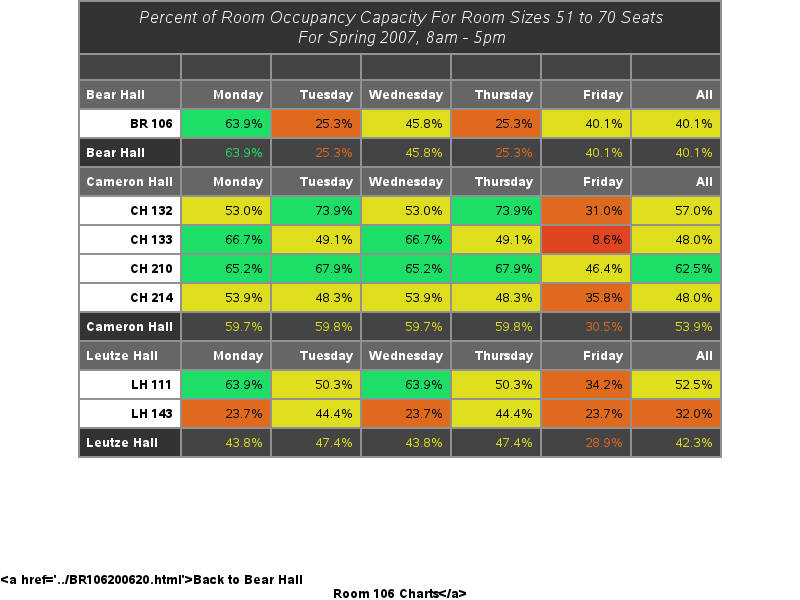 Percent of Room Occupancy Capacity For Room Sizes 51 to 70 Seats
For Spring 2007, 8am - 5pm
Bear Hall Monday Tuesday Wednesday Thursday Friday All
BR 106 63.9% 25.3% 45.8% 25.3% 40.1% 40.1%
Bear Hall 63.9% 25.3% 45.8% 25.3% 40.1% 40.1%
Cameron Hall Monday Tuesday Wednesday Thursday Friday All
CH 132 53.0% 73.9% 53.0% 73.9% 31.0% 57.0%
CH 133 66.7% 49.1% 66.7% 49.1% 8.6% 48.0%
CH 210 65.2% 67.9% 65.2% 67.9% 46.4% 62.5%
CH 214 53.9% 48.3% 53.9% 48.3% 35.8% 48.0%
Cameron Hall 59.7% 59.8% 59.7% 59.8% 30.5% 53.9%
Leutze Hall Monday Tuesday Wednesday Thursday Friday All
LH 111 63.9% 50.3% 63.9% 50.3% 34.2% 52.5%
LH 143 23.7% 44.4% 23.7% 44.4% 23.7% 32.0%
Leutze Hall 43.8% 47.4% 43.8% 47.4% 28.9% 42.3%
<a href='../BR106200620.html'>Back to Bear Hall
Room 106 Charts</a>